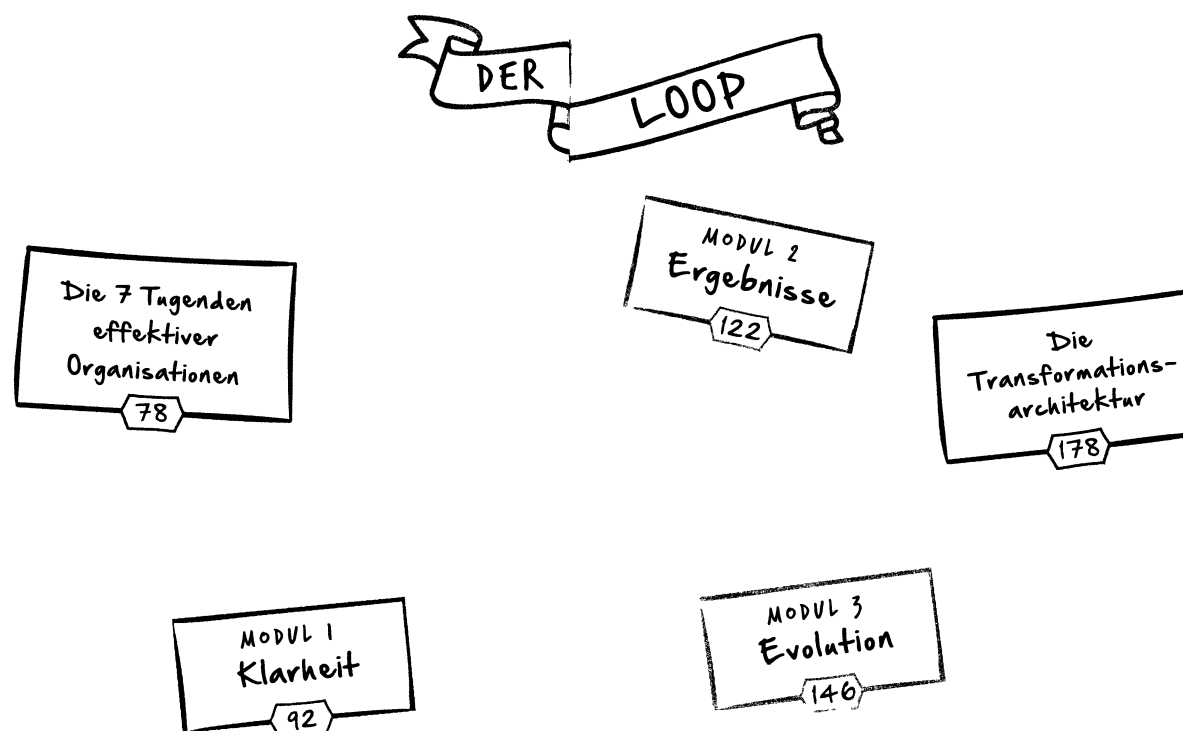 DER
LOOP
Die 7 Tugenden
effektiver
Organisationen
78
MODUL 2
Ergebnisse
122
Die
Transformations-
architektur
178
MODUL 1
Klarheit
92
MODUL 3
Evolution
146